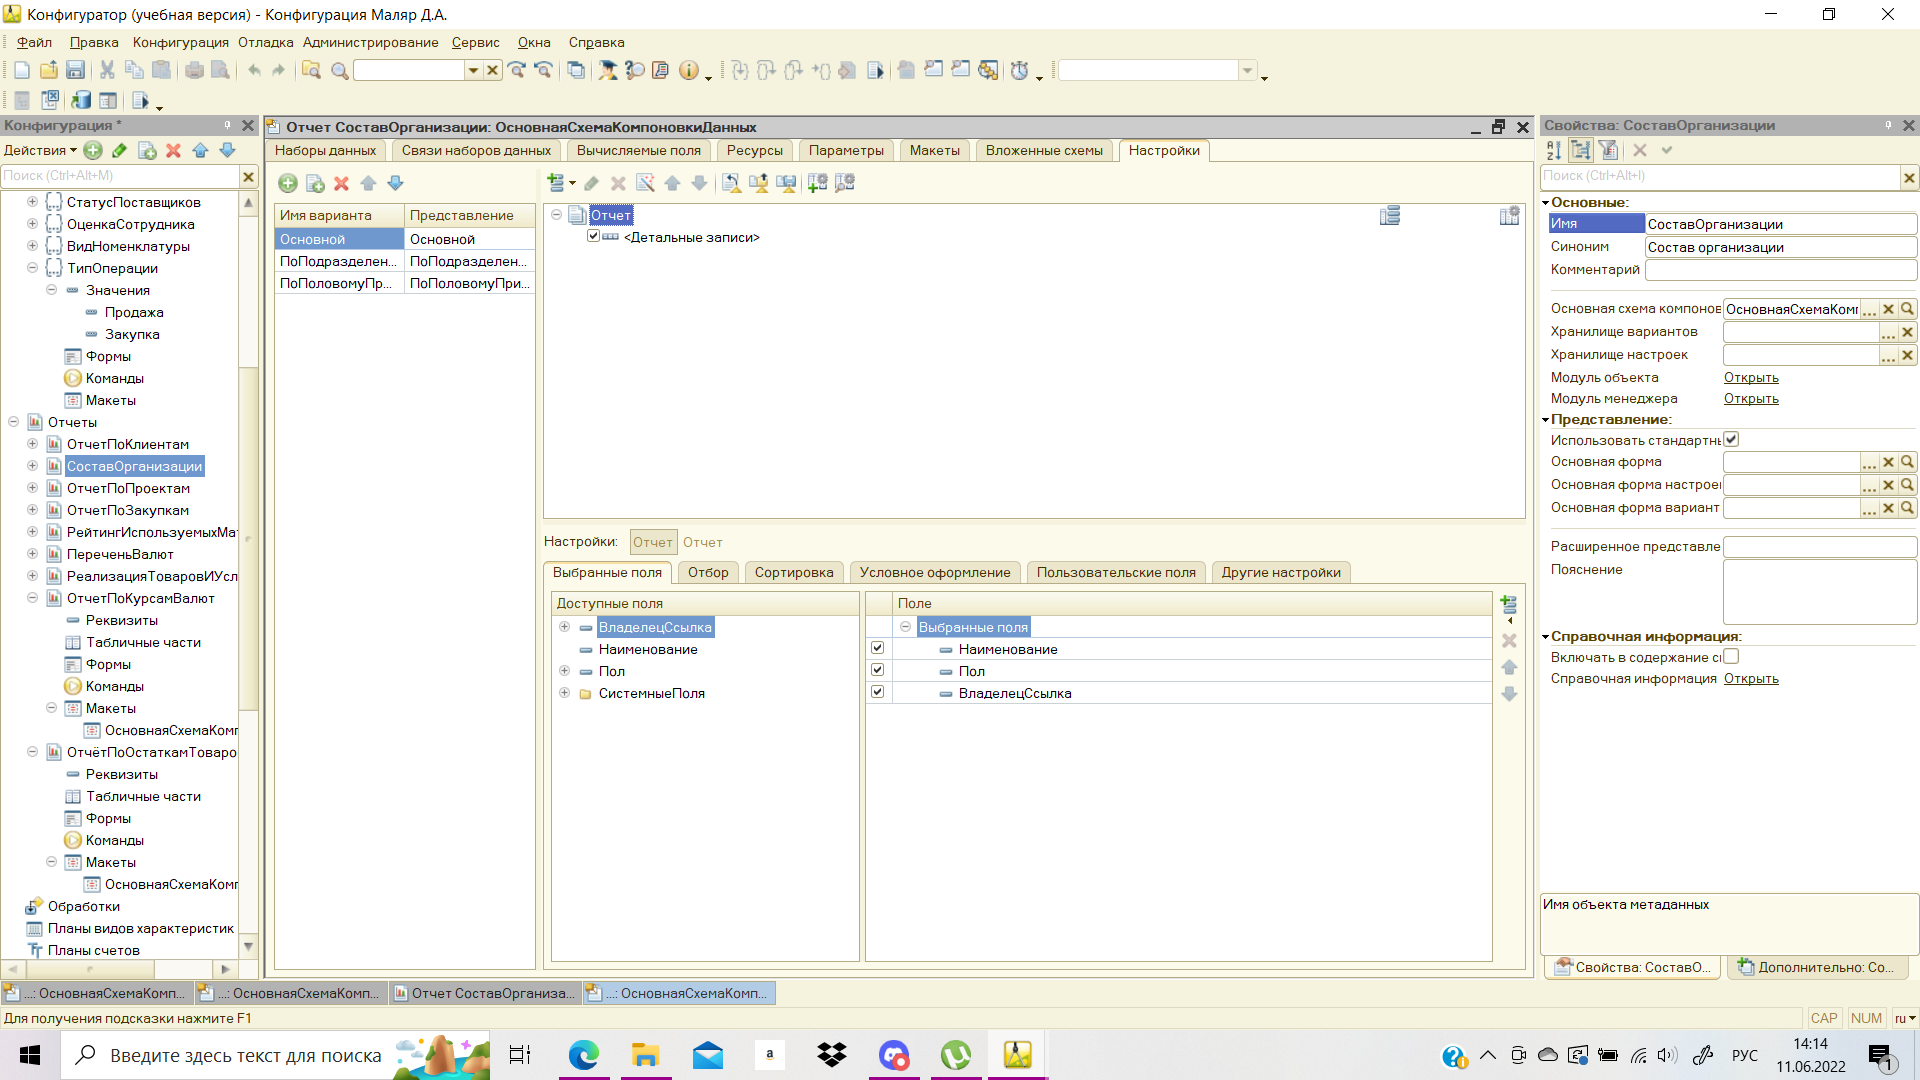 Конфигуратор (учебная версия) - Конфигурация Маляр Д.А.
Файл Правка Конфигурация Отладка Администрирование Сервис Окна Справка
Конфигурация *
Действия
Поиск (Ctrl+Alt+M)
СтатусПоставщиков
ОценкаСотрудника
ВидНоменклатуры
ТипОперации
Значения
Продажа
Закупка
Формы
Команды
Макеты
Отчеты
ОтчетПоКлиентам
СоставОрганизации
ОтчетПоПроектам
ОтчетПоЗакупкам
РейтингИспользуемыхМа
ПереченьВалют
РеализацияТоваровИУсл
ОтчетПоКурсамВалют
Реквизиты
Табличные части
Формы
Команды
Макеты
ОсновнаяСхемаКомп
ОтчётПоОстаткамТоваро
Реквизиты
Табличные части
Формы
Команды
Макеты
ОсновнаяСхемаКомп
Обработки
Планы видов характеристик
Планы счетов
Отчет СоставОрганизации: ОсновнаяСхемаКомпоновкиДанных
Наборы данных Связи наборов данных Вычисляемые поля Ресурсы Параметры Макеты Вложенные схемы Настройки
Имя варианта Представление
Основной Основной
ПоПодразделен... ПоПодразделен...
ПоПоловомуПр... ПоПоловомуПри...
Отчет
<Детальные записи>
Настройки: Отчет Отчет
Выбранные поля Отбор Сортировка Условное оформление Пользовательские поля Другие настройки
Доступные поля
ВладелецСсылка
Наименование
Пол
СистемныеПоля
Поле
Выбранные поля
Наименование
Пол
ВладелецСсылка
Свойства: СоставОрганизации
Поиск (Ctrl+Alt+I)
Основные:
Имя СоставОрганизации
Синоним Состав организации
Комментарий
Основная схема компонов ОсновнаяСхемаКомп ...
Хранилище вариантов ...
Хранилище настроек ...
Модуль объекта Открыть
Модуль менеджера Открыть
Представление:
Использовать стандартны
Основная форма ...
Основная форма настрое ...
Основная форма вариант ...
Расширенное представле
Пояснение
Справочная информация:
Включать в содержание с
Справочная информация Открыть
Имя объекта метаданных
Свойства: СоставО... Дополнительно: Со...
...: ОсновнаяСхемаКомп... ...: ОсновнаяСхемаКомп... Отчет СоставОрганиза... ...: ОсновнаяСхемаКомп...
Для получения подсказки нажмите F1
CAP NUM ru
Введите здесь текст для поиска
a
РУС
14:14
11.06.2022
1